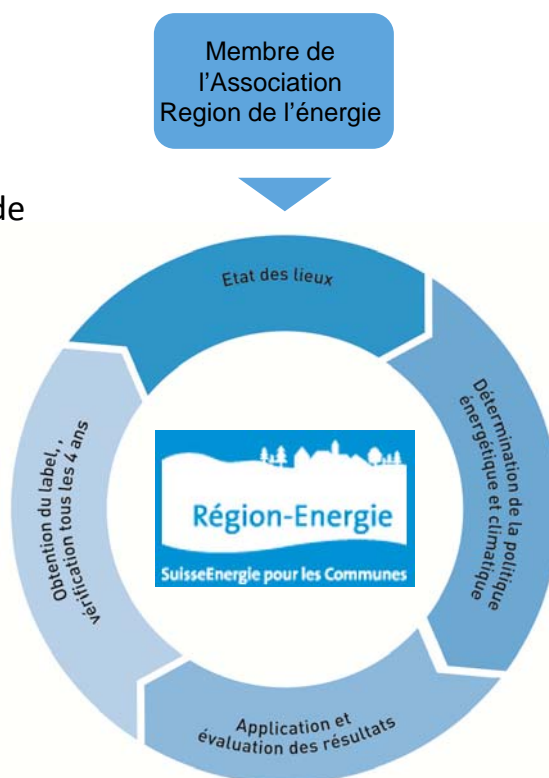 Membre de
l’Association
Region de l’énergie
de
Etat des lieux
Détermination de la politique
énergétique et climatique
Application et
évaluation des résultats
Obtention du label, ,
vérification tous les 4 ans
Région-Energie
SuisseEnergie pour les Communes